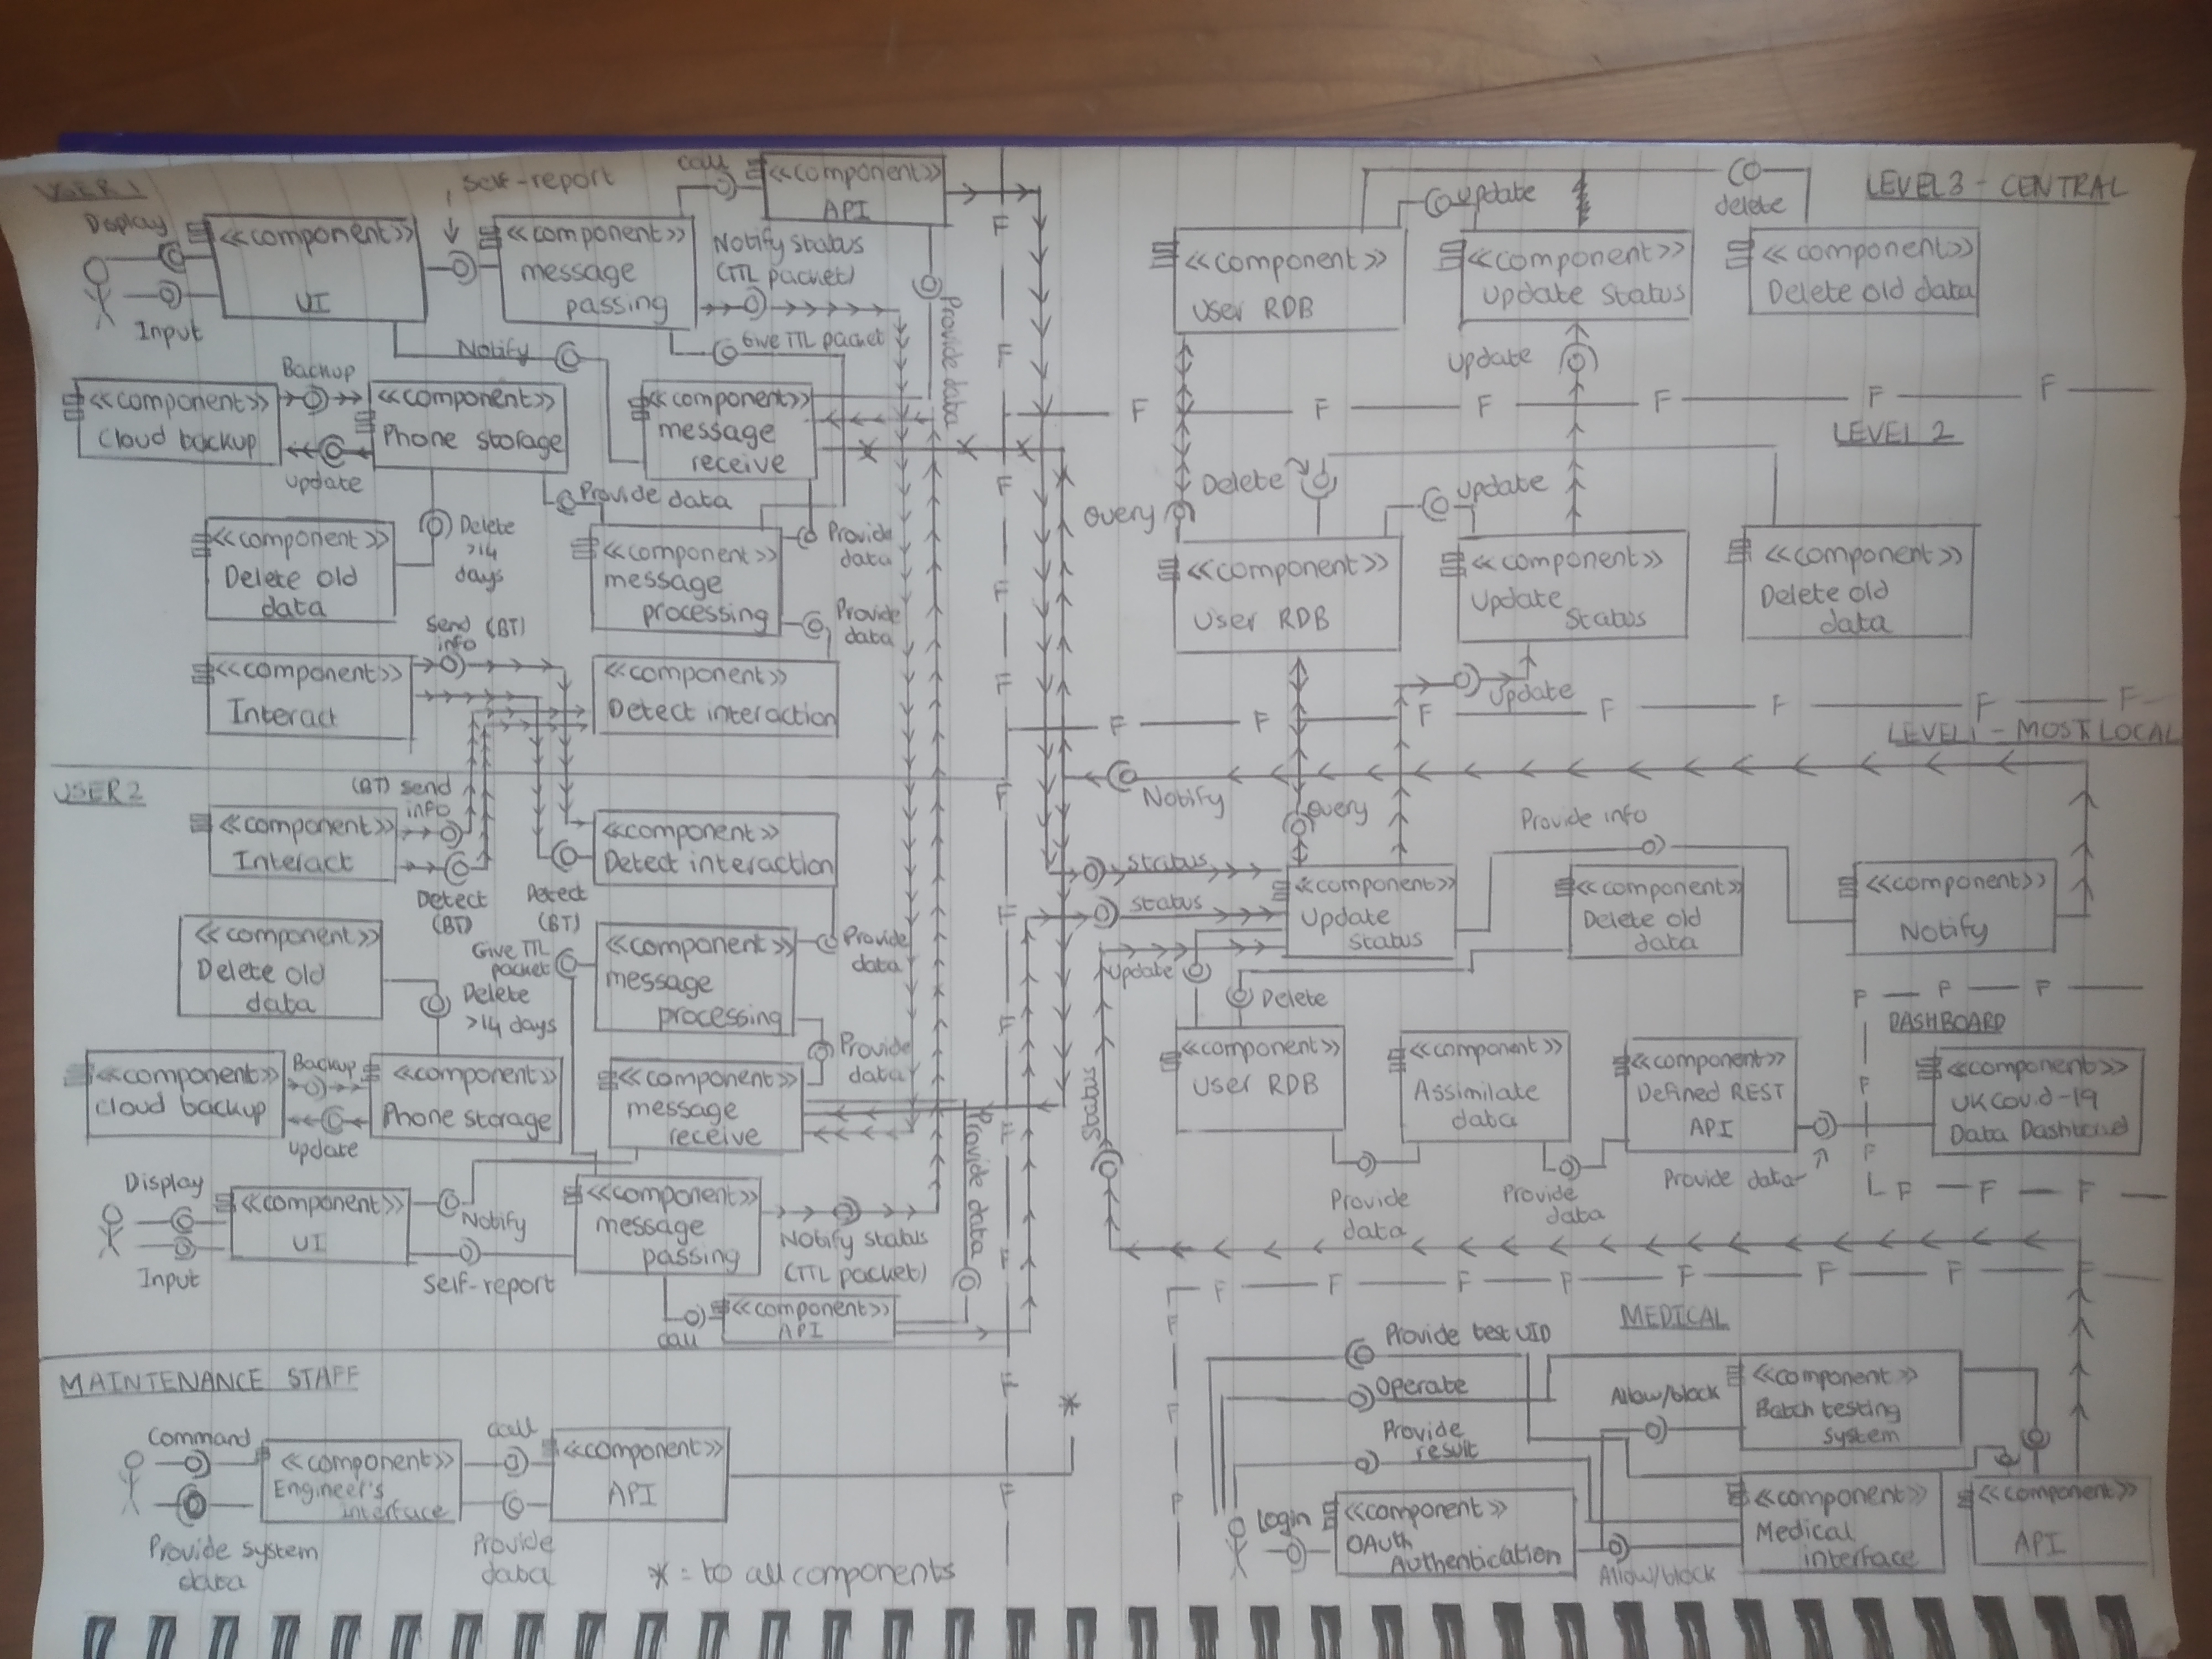 USER 1
Display
Input
<<component>>
UI
self-report
<<component>>
message
passing
call
<<component>>
API
Notify status
(TTL packet)
Give TTL packet
Provide data
Notify
Backup
<<component>>
Cloud backup
<<component>>
Phone storage
update
<<component>>
message
receive
Provide data
<<component>>
Delete old
data
Delete
>14
days
<<component>>
message
processing
Provide
data
Provide
data
send (BT)
info
<<component>>
Interact
<<component>>
Detect interaction
USER 2
(BT) send
info
<<component>>
Interact
Detect
(BT)
Detect
(BT)
<<component>>
Detect interaction
<<component>>
Delete old
data
Delete
>14 days
Give TTL
packet
<<component>>
message
processing
Provide
data
Provide
data
<<component>>
cloud backup
Backup
update
<<component>>
Phone storage
<<component>>
message
receive
Provide data
Display
Input
<<component>>
UI
Notify
self-report
<<component>>
message
passing
Notify status
(TTL packet)
call
<<component>>
API
MAINTENANCE STAFF
Command
Provide system
data
<<component>>
Engineer's
interface
call
Provide
data
<<component>>
API
* = to all components
LEVEL 3 - CENTRAL
update
delete
<<component>>
User RDB
<<component>>
Update Status
<<component>>
Delete old data
update
F F F F F F
LEVEL 2
Query
Delete
update
<<component>>
User RDB
<<component>>
Update
Status
<<component>>
Delete old
data
update
F F F F F F F
LEVEL 1 - MOST LOCAL
Notify
Query
Provide info
status
status
update
Delete
<<component>>
Update
status
<<component>>
Delete old
data
<<component>>
Notify
F F F
DASHBOARD
<<component>>
User RDB
<<component>>
Assimilate
data
<<component>>
Defined REST
API
<<component>>
UK Covid-19
Data Dashboard
Status
Provide
data
Provide
data
Provide data
F F F
F F F F F F F F
MEDICAL
Provide test UID
Operate
Provide
result
Allow/block
<<component>>
Batch testing
system
Login
<<component>>
OAuth
Authentication
Allow/block
<<component>>
Medical
interface
<<component>>
API